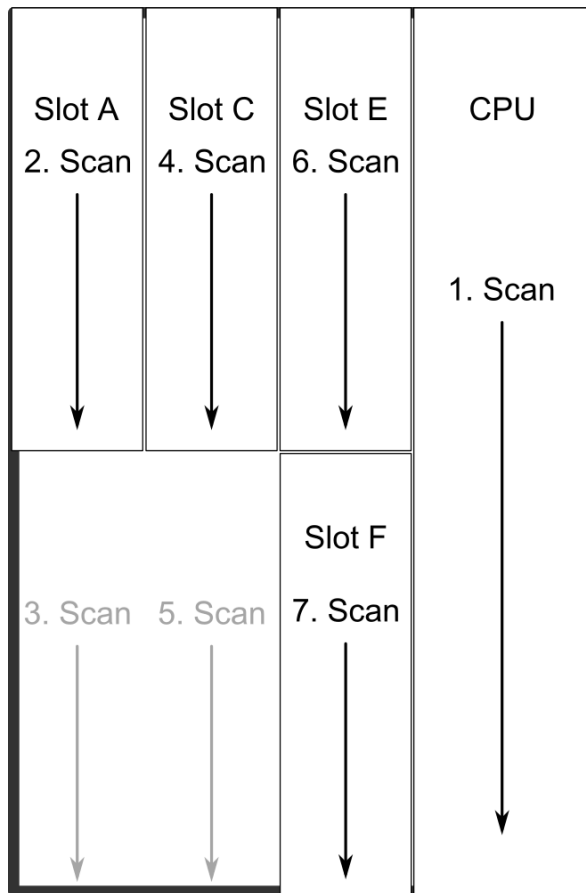 Slot A
2. Scan
Slot C
4. Scan
Slot E
6. Scan
CPU
1. Scan
3. Scan
5. Scan
Slot F
7. Scan